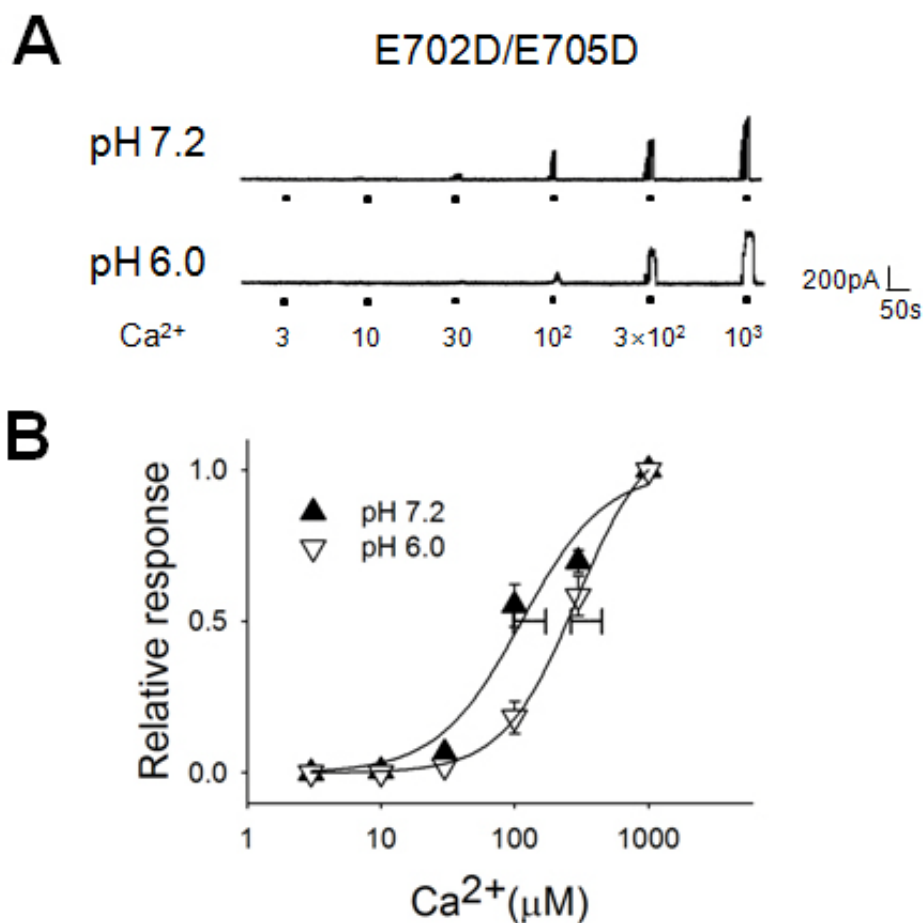 A
E702D/E705D
pH 7.2
pH 6.0
200pA
50s
Ca²⁺ 3 10 30 10² 3×10² 10³
B
Relative response
1.0
0.5
0.0
pH 7.2
pH 6.0
1 10 100 1000
Ca²⁺(μM)